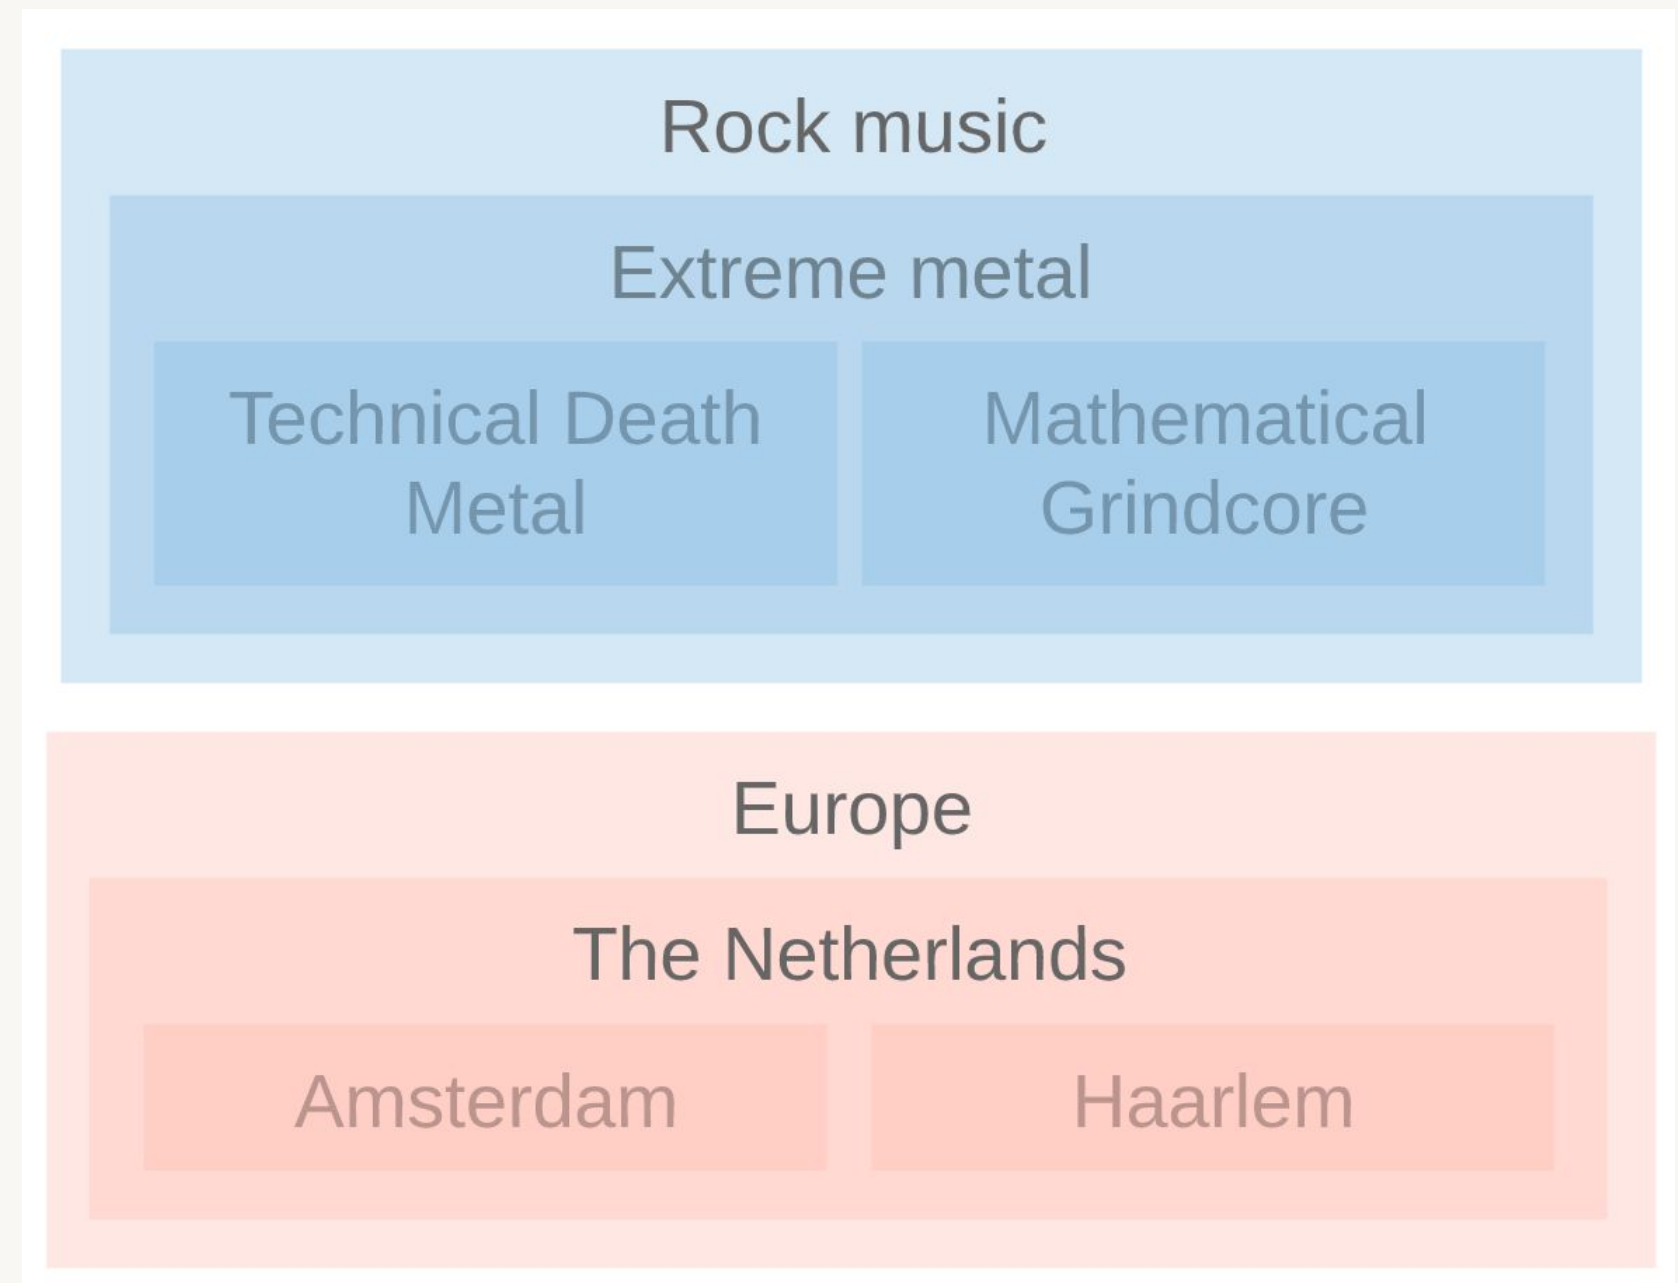 Rock music
Extreme metal
Technical Death
Metal
Mathematical
Grindcore
Europe
The Netherlands
Amsterdam
Haarlem